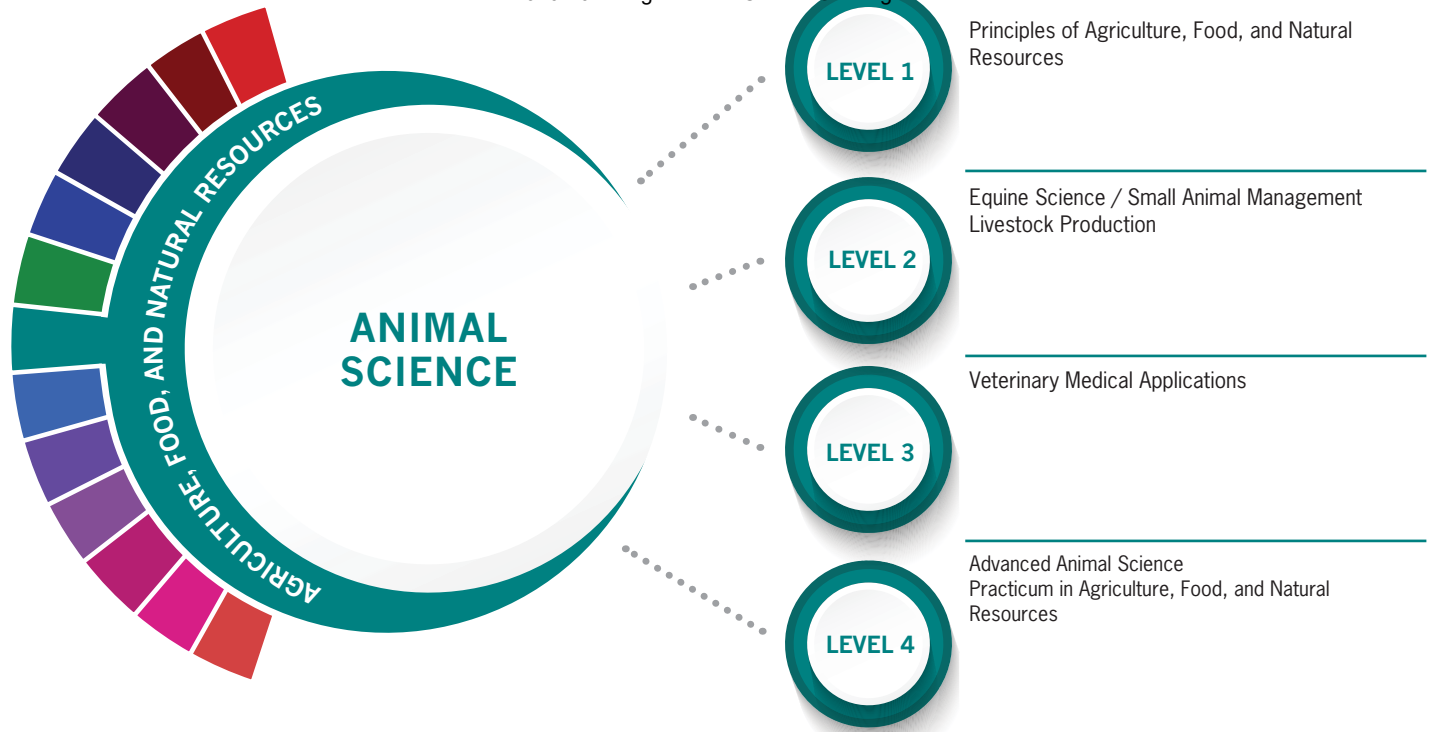 AGRICULTURE, FOOD, AND NATURAL RESOURCES
ANIMAL
SCIENCE
LEVEL 1
Principles of Agriculture, Food, and Natural
Resources
LEVEL 2
Equine Science / Small Animal Management
Livestock Production
LEVEL 3
Veterinary Medical Applications
LEVEL 4
Advanced Animal Science
Practicum in Agriculture, Food, and Natural
Resources